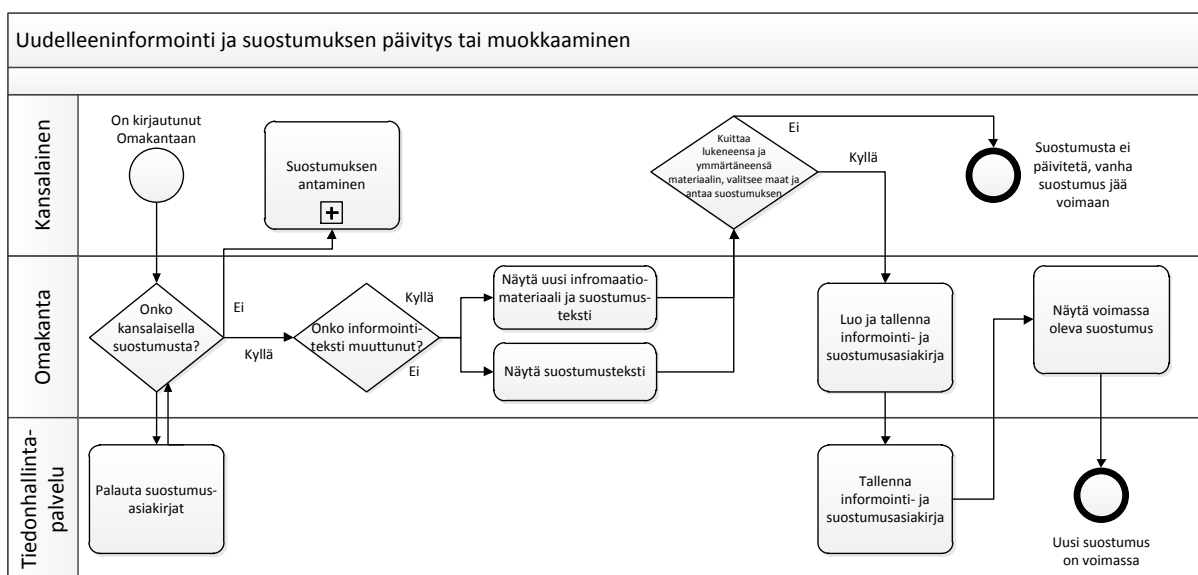 Uudelleeninformointi ja suostumuksen päivitys tai muokkaaminen
Kansalainen
On kirjautunut
Omakantaan
Suostumuksen
antaminen
Kuittaa
lukeneensa ja
ymmärtäneensä
materiaalin, valitsee maat ja
antaa suostumuksen
Ei
Kyllä
Suostumusta ei
päivitetä, vanha
suostumus jää
voimaan
Omakanta
Onko
kansalaisella
suostumusta?
Ei
Kyllä
Onko informointi-
teksti muuttunut?
Kyllä
Ei
Näytä uusi infromaatio-
materiaali ja suostumus-
teksti
Näytä suostumusteksti
Luo ja tallenna
informointi- ja
suostumusasiakirja
Näytä voimassa
oleva suostumus
Tiedonhallinta-
palvelu
Palauta suostumus-
asiakirjat
Tallenna
informointi- ja
suostumusasiakirja
Uusi suostumus
on voimassa